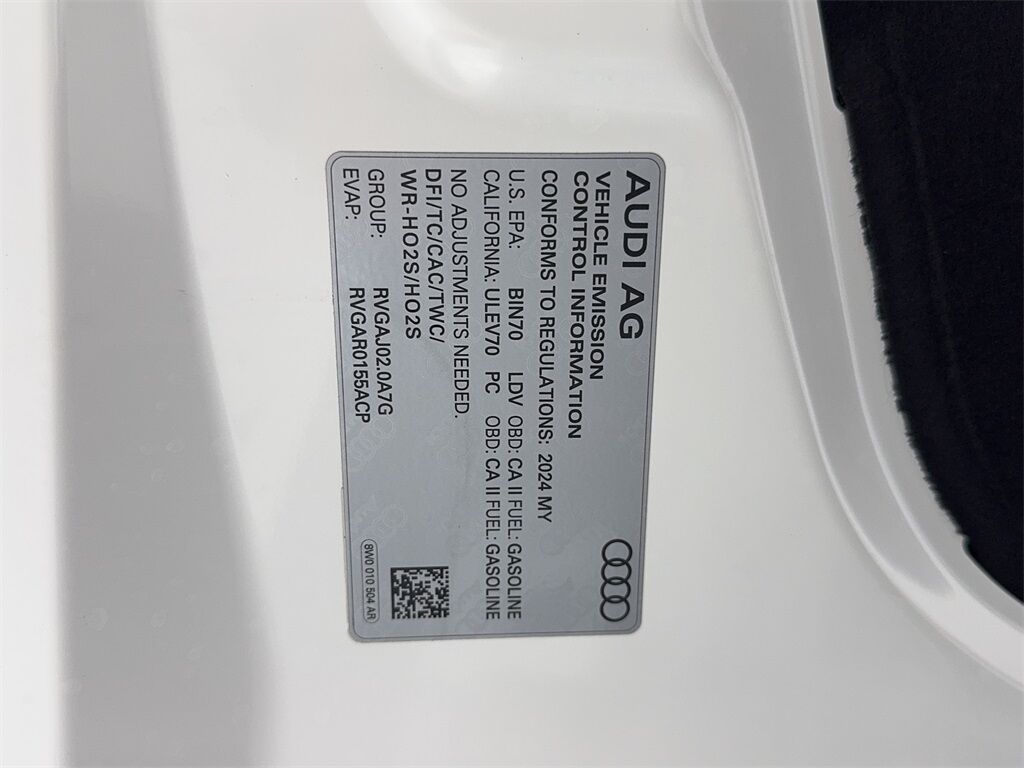 AUDI AG
VEHICLE EMISSION
CONTROL INFORMATION
CONFORMS TO REGULATIONS: 2024 MY
U.S. EPA: BIN70 LDV OBD: CA II FUEL: GASOLINE
CALIFORNIA: ULEV70 PC OBD: CA II FUEL: GASOLINE
NO ADJUSTMENTS NEEDED.
DFI/TC/CAC/TWC/
WR-HO2S/HO2S
GROUP: RVGAJ02.0A7G
EVAP: RVGAR0155ACP
8W0 010 504 AR